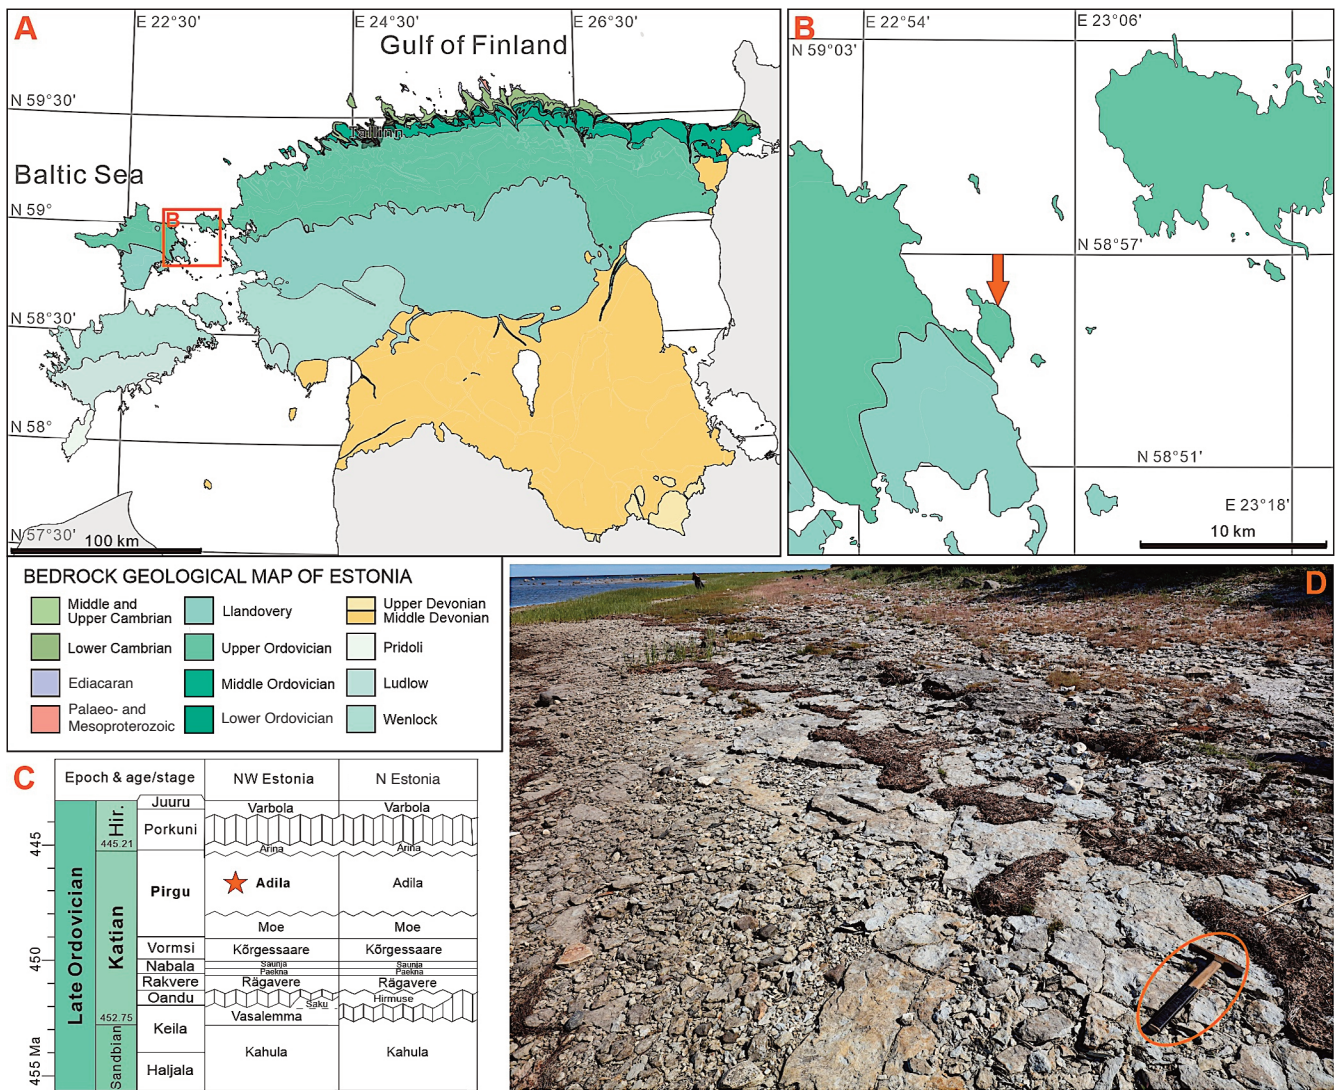 A
E 22°30'
E 24°30'
E 26°30'
Gulf of Finland
N 59°30'
Tallinn
Baltic Sea
N 59°
B
N 58°30'
N 58°
N 57°30'
100 km
B
E 22°54'
E 23°06'
N 59°03'
N 58°57'
N 58°51'
E 23°18'
10 km
BEDROCK GEOLOGICAL MAP OF ESTONIA
Middle and
Upper Cambrian
Lower Cambrian
Ediacaran
Palaeo- and
Mesoproterozoic
Llandovery
Upper Ordovician
Middle Ordovician
Lower Ordovician
Upper Devonian
Middle Devonian
Pridoli
Ludlow
Wenlock
D
C
Epoch & age/stage
NW Estonia
N Estonia
Juuru
Varbola
Varbola
Hir.
Porkuni
445
445.21
Arina
Arina
Late Ordovician
Katian
Pirgu
Adila
Adila
Moe
Moe
Vormsi
Kõrgessaare
Kõrgessaare
450
Nabala
Saunja
Saunja
Paekna
Paekna
Rakvere
Rägavere
Rägavere
Oandu
Saku
Hirmuse
452.75
Vasalemma
Sandbian
Keila
Kahula
Kahula
Haljala
455 Ma